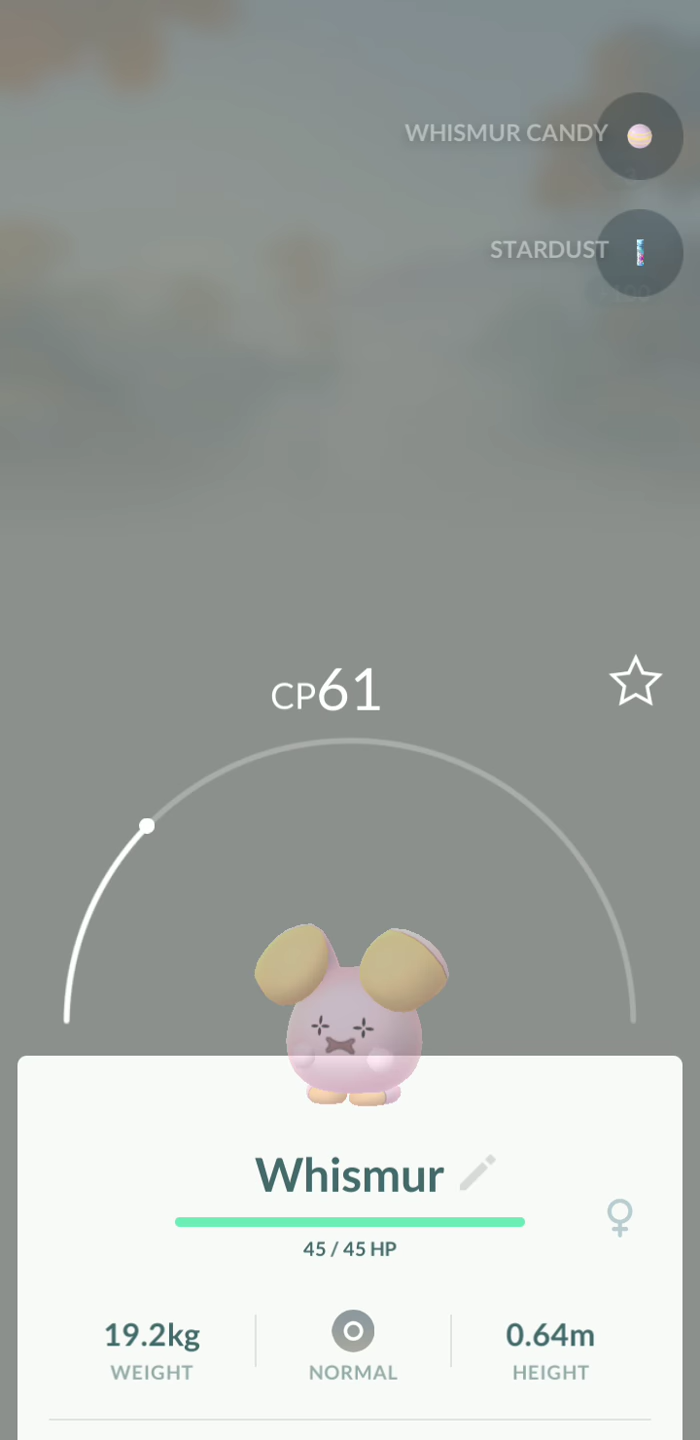 WHISMUR CANDY
STARDUST
CP61
Whismur
45 / 45 HP
19.2kg
WEIGHT
NORMAL
0.64m
HEIGHT